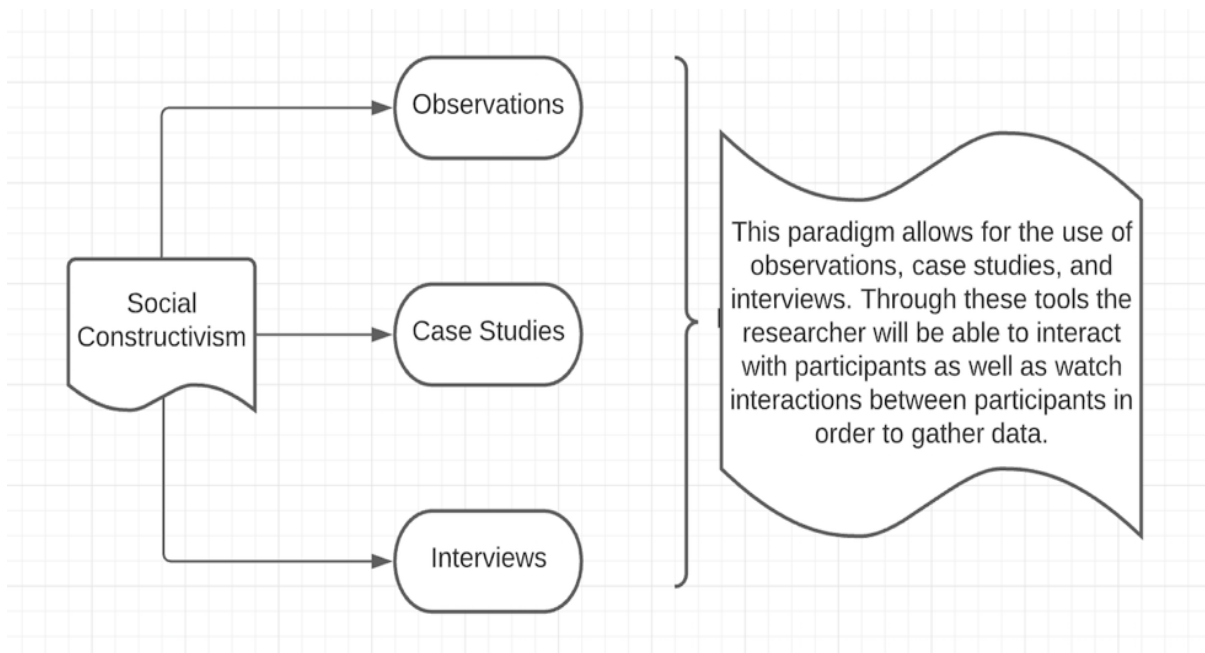 Observations
Social
Constructivism
Case Studies
Interviews
This paradigm allows for the use of
observations, case studies, and
interviews. Through these tools the
researcher will be able to interact
with participants as well as watch
interactions between participants in
order to gather data.